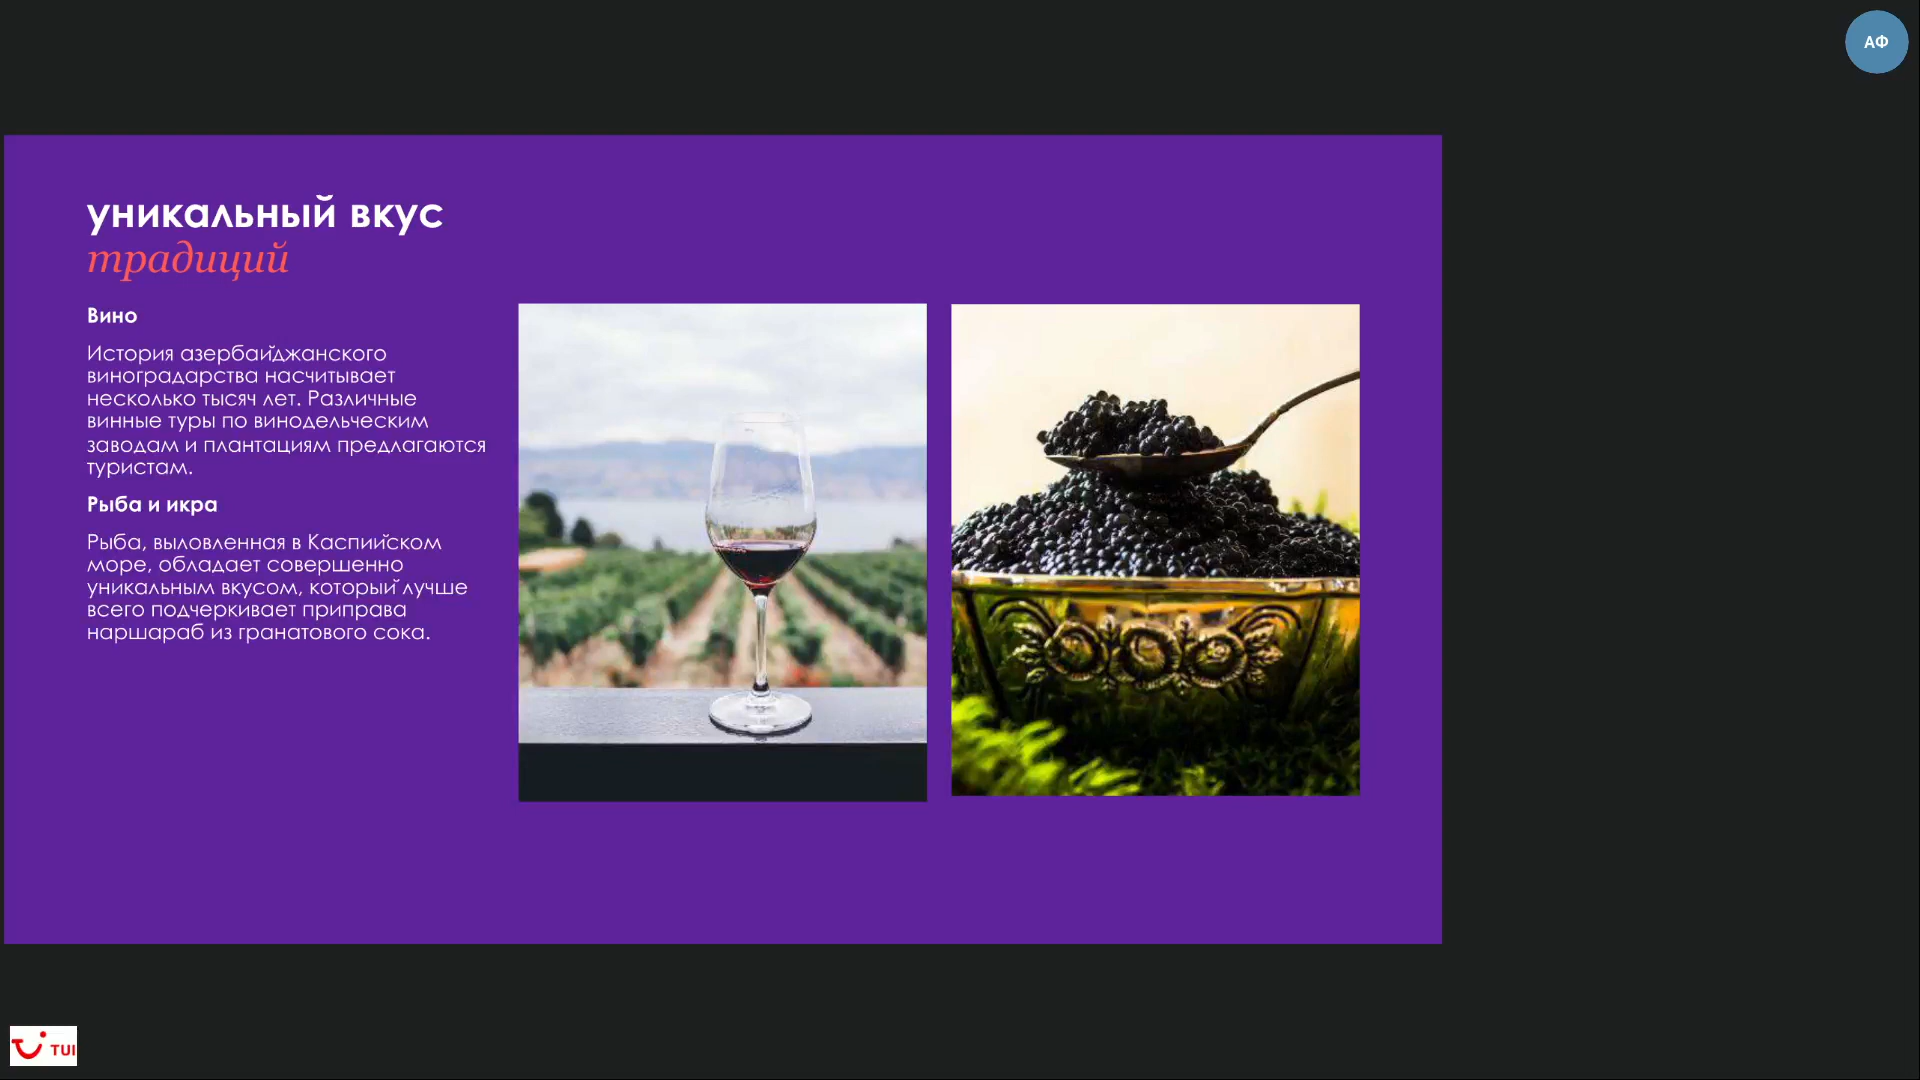 АФ
уникальный вкус
традиций
Вино
История азербайджанского
виноградарства насчитывает
несколько тысяч лет. Различные
винные туры по винодельческим
заводам и плантациям предлагаются
туристам.
Рыба и икра
Рыба, выловленная в Каспийском
море, обладает совершенно
уникальным вкусом, который лучше
всего подчеркивает приправа
наршараб из гранатового сока.
TUI